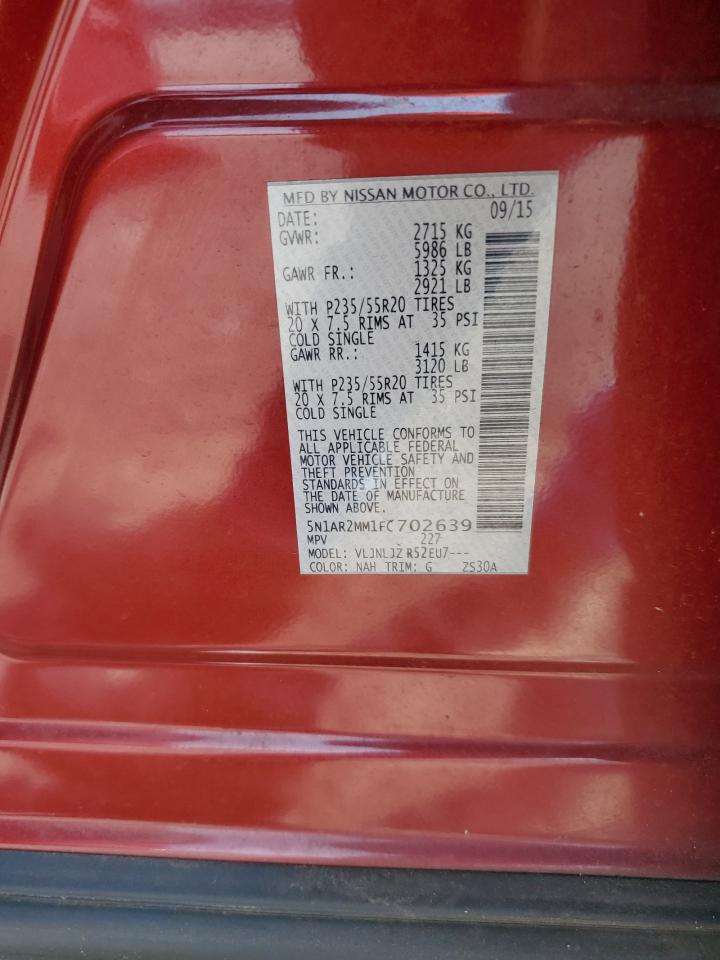 MFD BY NISSAN MOTOR CO., LTD.
DATE: 09/15
GVWR: 2715 KG
5986 LB
GAWR FR.: 1325 KG
2921 LB
WITH P235/55R20 TIRES
20 X 7.5 RIMS AT 35 PSI
COLD SINGLE
GAWR RR.: 1415 KG
3120 LB
WITH P235/55R20 TIRES
20 X 7.5 RIMS AT 35 PSI
COLD SINGLE
THIS VEHICLE CONFORMS TO
ALL APPLICABLE FEDERAL
MOTOR VEHICLE SAFETY AND
THEFT PREVENTION
STANDARDS IN EFFECT ON
THE DATE OF MANUFACTURE
SHOWN ABOVE.
5N1AR2MM1FC702639
MPV 227
MODEL: VLJNLJZ R52EU7---
COLOR: NAH TRIM: G ZS30A